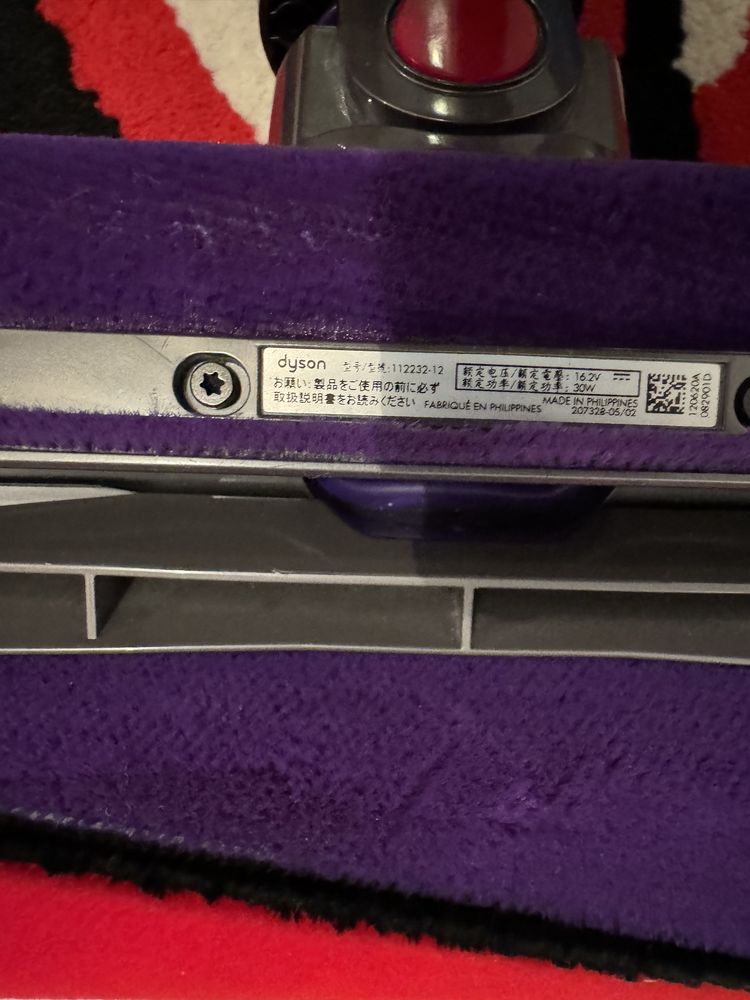 dyson 型号/型號: 112232-12
お願い: 製品をご使用の前に必ず
取扱説明書をお読みください FABRIQUÉ EN PHILIPPINES
额定电压/額定電壓: 16.2V
额定功率/額定功率: 30W
MADE IN PHILIPPINES
207328-05/02
120620A
082901D